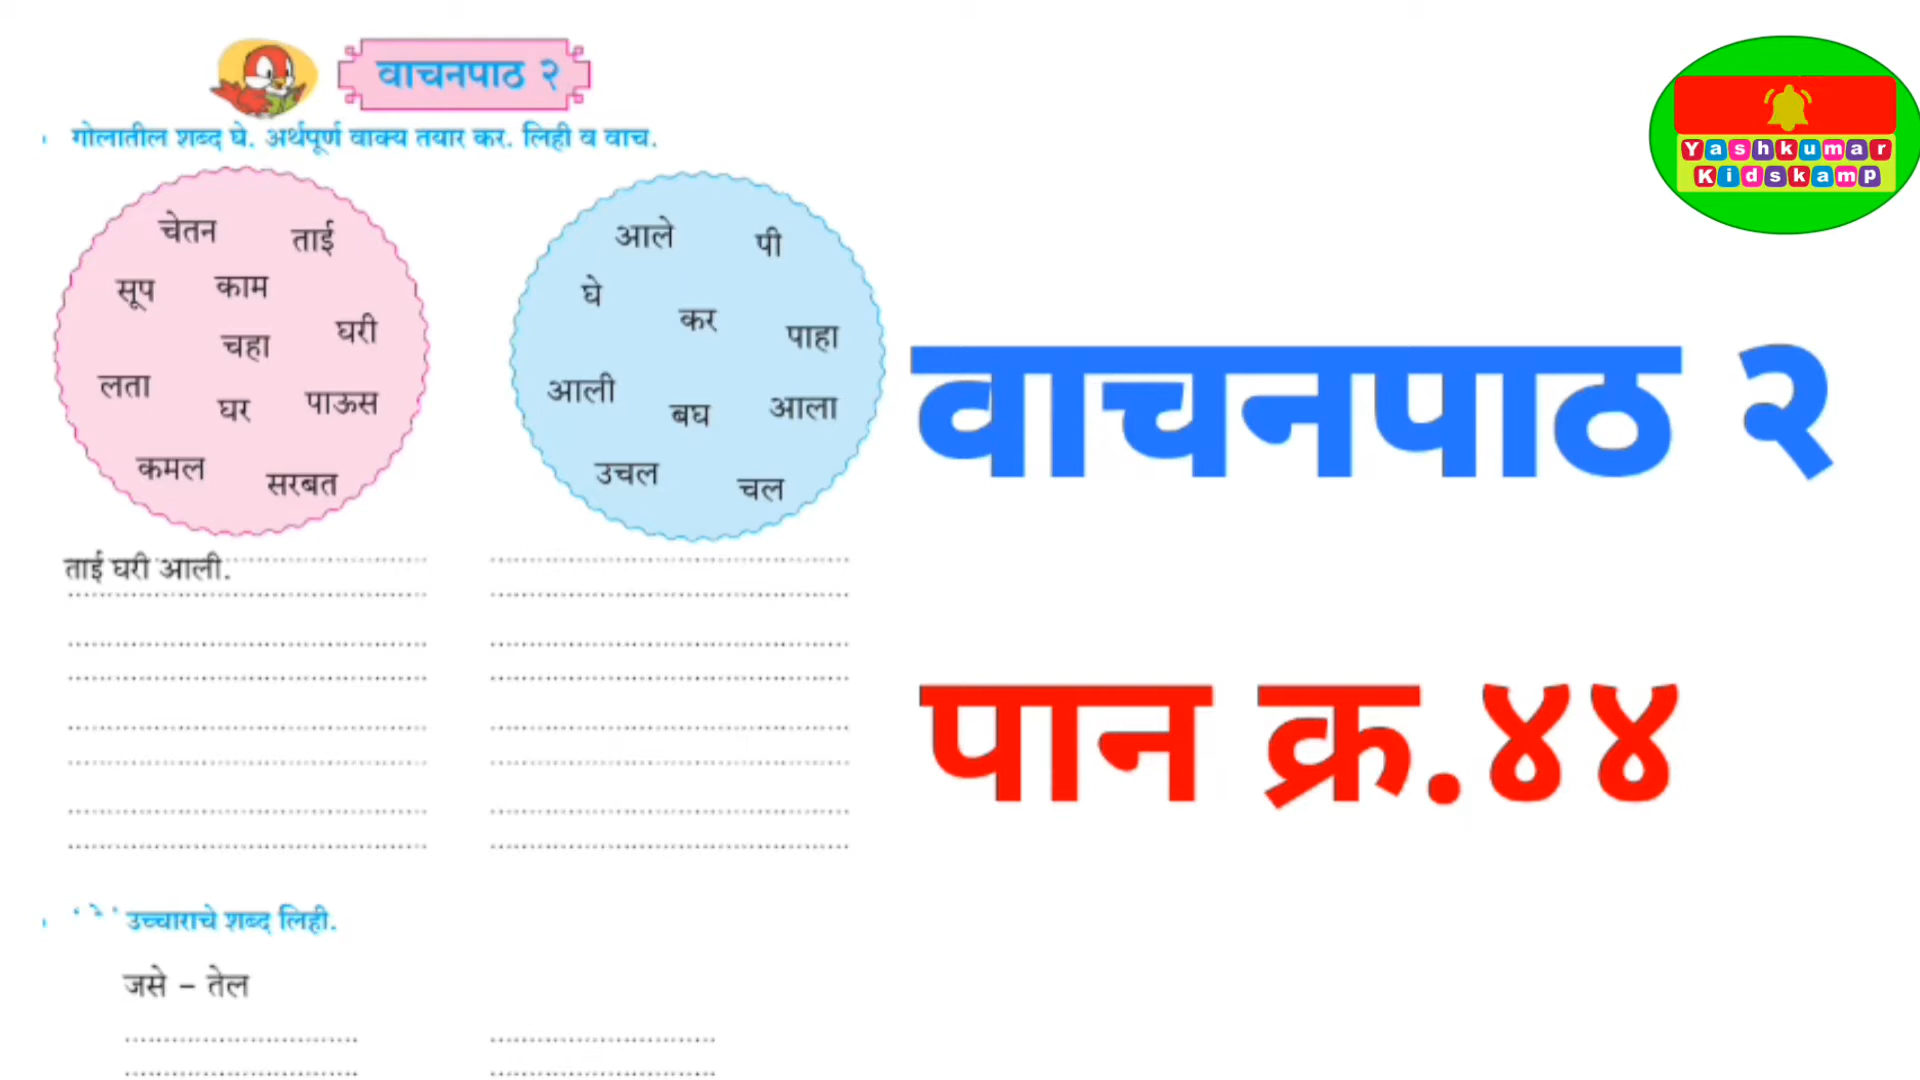 वाचनपाठ २
गोलातील शब्द घे. अर्थपूर्ण वाक्य तयार कर. लिही व वाच.
चेतन ताई
सूप काम
चहा घरी
लता घर पाऊस
कमल सरबत
आले पी
घे कर पाहा
आली बघ आला
उचल चल
ताई घरी आली.
' े ' उच्चाराचे शब्द लिही.
जसे – तेल
Yashkumar
Kidskamp
वाचनपाठ २
पान क्र.४४